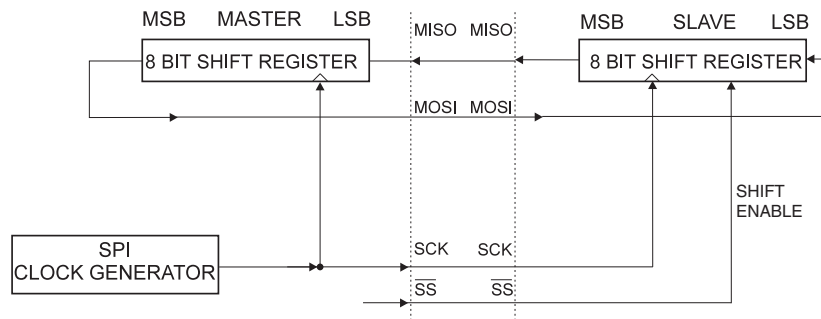 MSB MASTER LSB
MISO MISO
MSB SLAVE LSB
8 BIT SHIFT REGISTER
8 BIT SHIFT REGISTER
MOSI MOSI
SHIFT
ENABLE
SPI
CLOCK GENERATOR
SCK SCK
SS SS